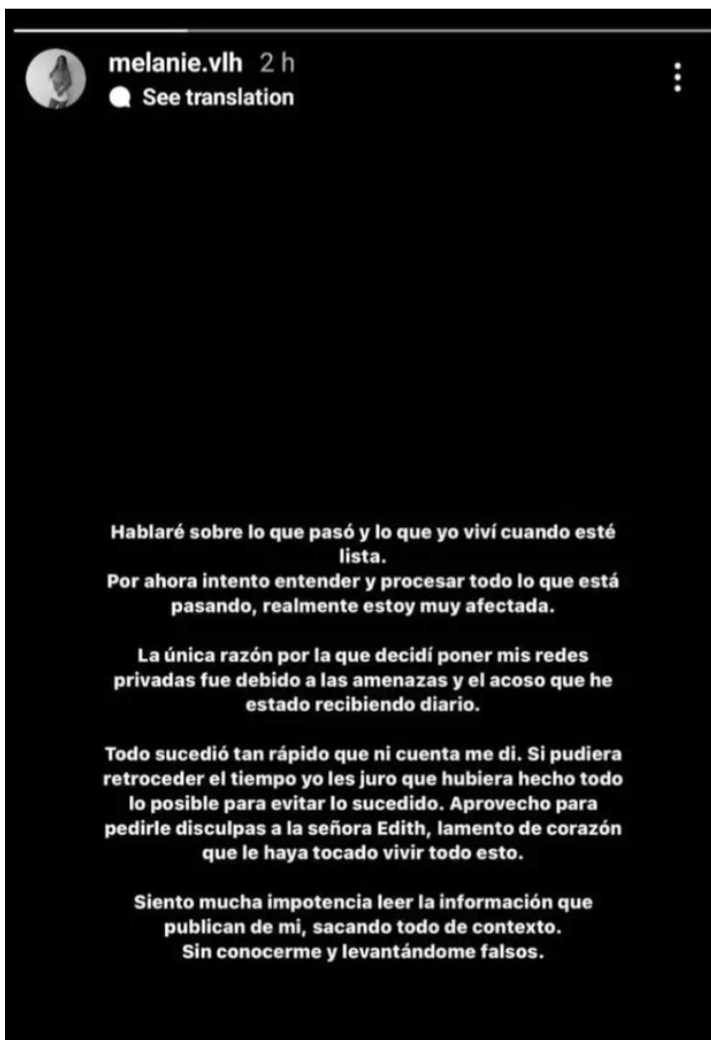 melanie.vlh 2 h
See translation
Hablaré sobre lo que pasó y lo que yo viví cuando esté
lista.
Por ahora intento entender y procesar todo lo que está
pasando, realmente estoy muy afectada.
La única razón por la que decidí poner mis redes
privadas fue debido a las amenazas y el acoso que he
estado recibiendo diario.
Todo sucedió tan rápido que ni cuenta me di. Si pudiera
retroceder el tiempo yo les juro que hubiera hecho todo
lo posible para evitar lo sucedido. Aprovecho para
pedirle disculpas a la señora Edith, lamento de corazón
que le haya tocado vivir todo esto.
Siento mucha impotencia leer la información que
publican de mi, sacando todo de contexto.
Sin conocerme y levantándome falsos.